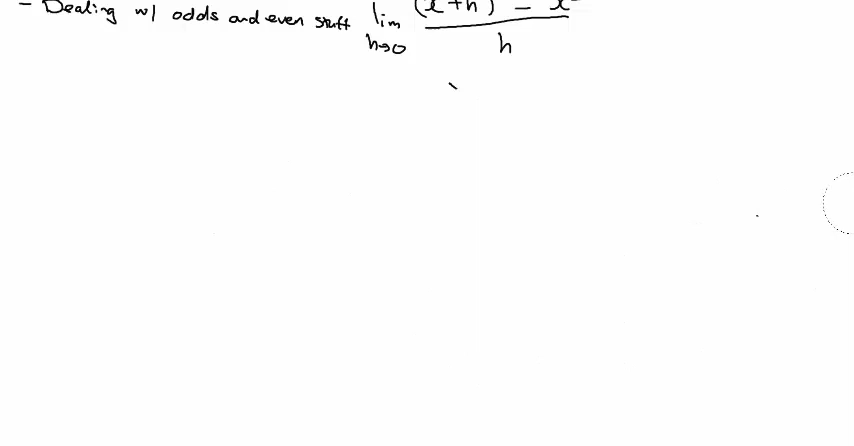 - Dealing w/ odds and even stuff lim h→0 (x+h) - x / h